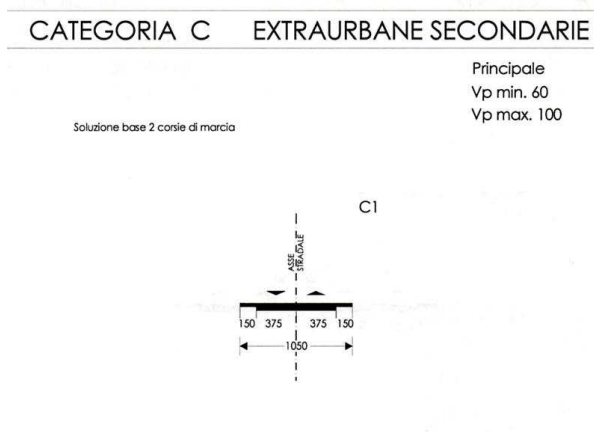 CATEGORIA C EXTRAURBANE SECONDARIE
Principale
Vp min. 60
Vp max. 100
Soluzione base 2 corsie di marcia
C1
ASSE
STRADALE
150 375 375 150
1050